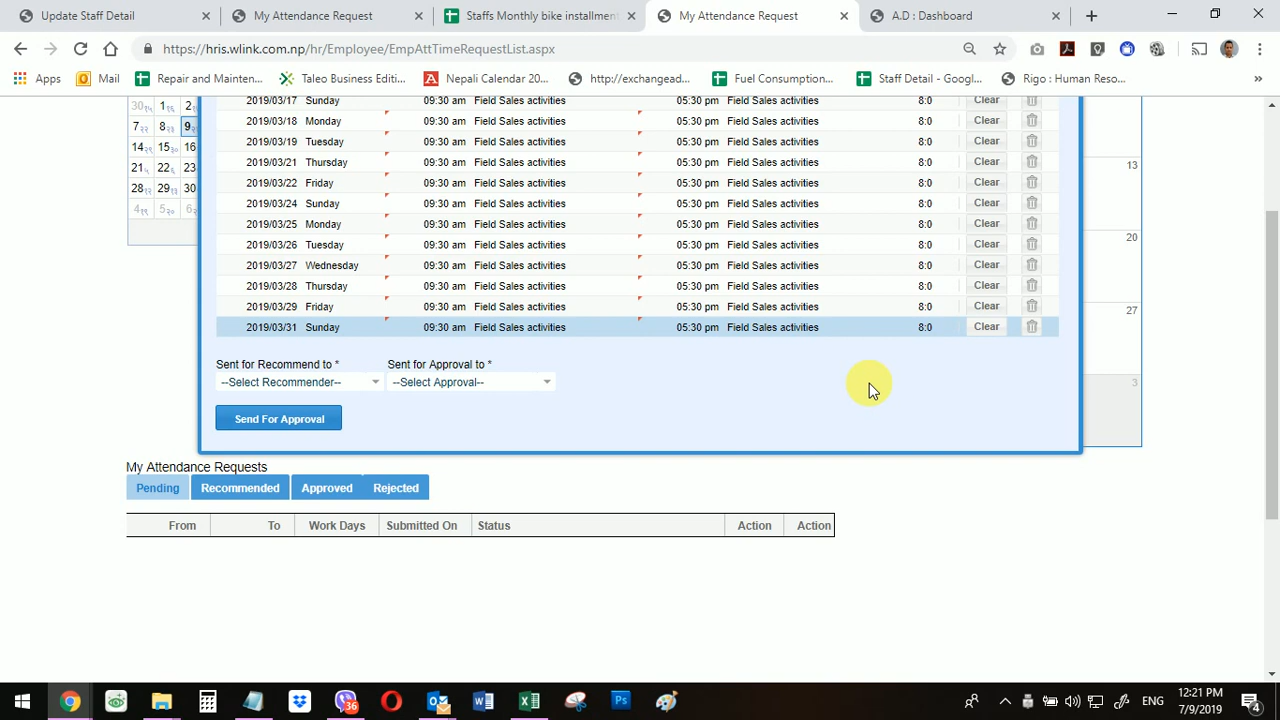 Update Staff Detail
My Attendance Request
Staffs Monthly bike installment
My Attendance Request
A.D : Dashboard
https://hris.wlink.com.np/hr/Employee/EmpAttTimeRequestList.aspx
Apps
Mail
Repair and Mainten...
Taleo Business Editi...
Nepali Calendar 20...
http://exchangead...
Fuel Consumption...
Staff Detail - Googl...
Rigo : Human Reso...
»
2019/03/17 Sunday 09:30 am Field Sales activities 05:30 pm Field Sales activities 8:0 Clear
7 8 9 2019/03/18 Monday 09:30 am Field Sales activities 05:30 pm Field Sales activities 8:0 Clear
2019/03/19 Tuesday 09:30 am Field Sales activities 05:30 pm Field Sales activities 8:0 Clear
14 15 16 2019/03/21 Thursday 09:30 am Field Sales activities 05:30 pm Field Sales activities 8:0 Clear 13
21 22 23 2019/03/22 Friday 09:30 am Field Sales activities 05:30 pm Field Sales activities 8:0 Clear
28 29 30 2019/03/24 Sunday 09:30 am Field Sales activities 05:30 pm Field Sales activities 8:0 Clear
2019/03/25 Monday 09:30 am Field Sales activities 05:30 pm Field Sales activities 8:0 Clear
2019/03/26 Tuesday 09:30 am Field Sales activities 05:30 pm Field Sales activities 8:0 Clear 20
2019/03/27 Wednesday 09:30 am Field Sales activities 05:30 pm Field Sales activities 8:0 Clear
2019/03/28 Thursday 09:30 am Field Sales activities 05:30 pm Field Sales activities 8:0 Clear
2019/03/29 Friday 09:30 am Field Sales activities 05:30 pm Field Sales activities 8:0 Clear 27
2019/03/31 Sunday 09:30 am Field Sales activities 05:30 pm Field Sales activities 8:0 Clear
Sent for Recommend to * Sent for Approval to *
--Select Recommender-- --Select Approval-- 3
Send For Approval
My Attendance Requests
Pending Recommended Approved Rejected
From To Work Days Submitted On Status Action Action
36
ENG
12:21 PM
7/9/2019
4